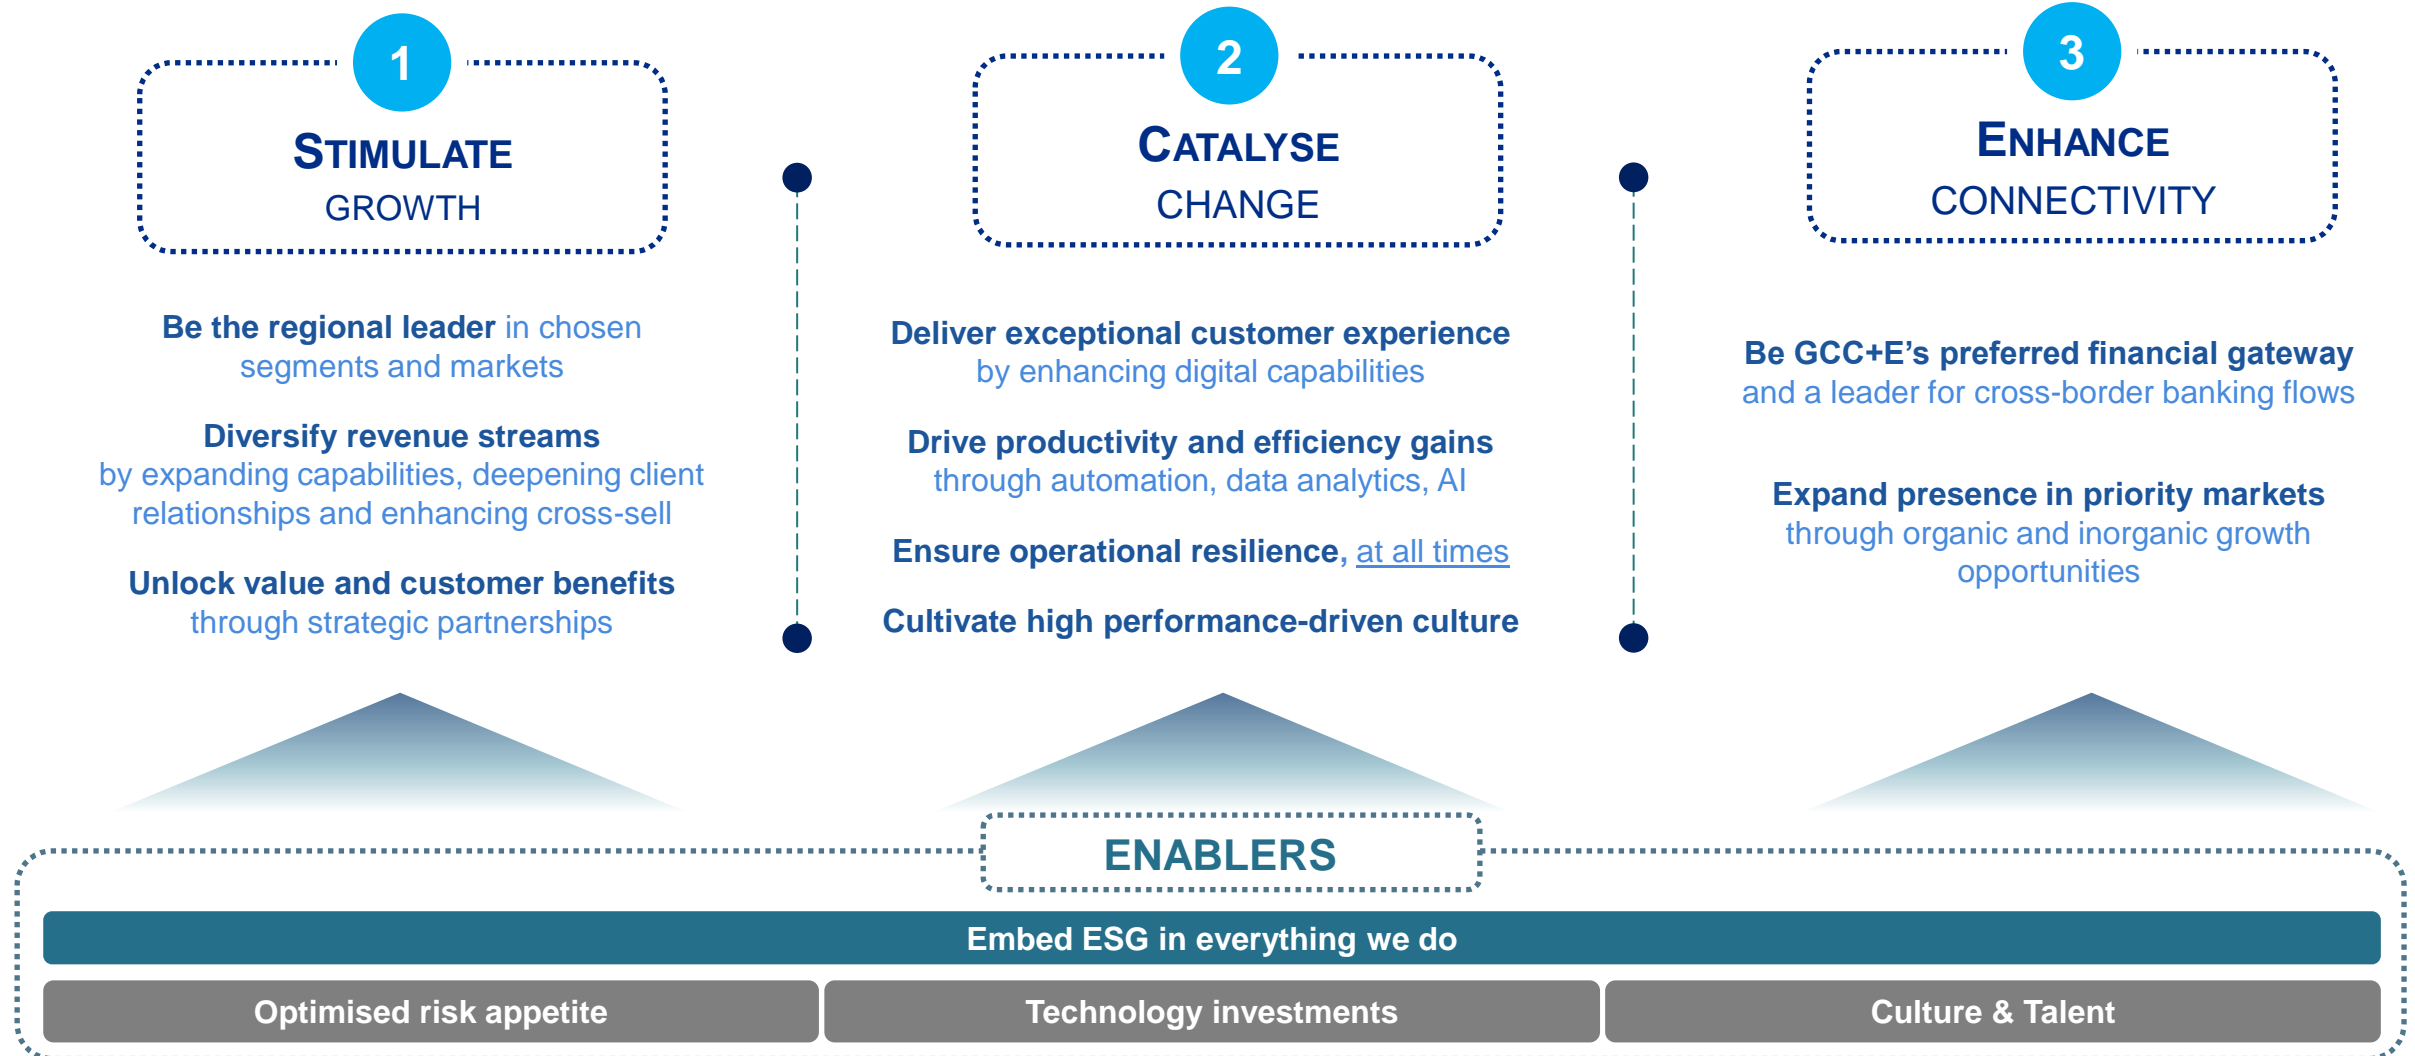 1
STIMULATE
GROWTH
Be the regional leader in chosen
segments and markets
Diversify revenue streams
by expanding capabilities, deepening client
relationships and enhancing cross-sell
Unlock value and customer benefits
through strategic partnerships
2
CATALYSE
CHANGE
Deliver exceptional customer experience
by enhancing digital capabilities
Drive productivity and efficiency gains
through automation, data analytics, AI
Ensure operational resilience, at all times
Cultivate high performance-driven culture
3
ENHANCE
CONNECTIVITY
Be GCC+E’s preferred financial gateway
and a leader for cross-border banking flows
Expand presence in priority markets
through organic and inorganic growth
opportunities
ENABLERS
Embed ESG in everything we do
Optimised risk appetite
Technology investments
Culture & Talent